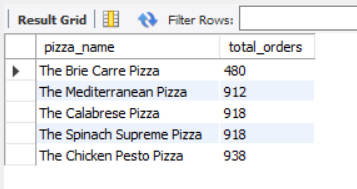 Result Grid Filter Rows:
pizza_name total_orders
The Brie Carre Pizza 480
The Mediterranean Pizza 912
The Calabrese Pizza 918
The Spinach Supreme Pizza 918
The Chicken Pesto Pizza 938